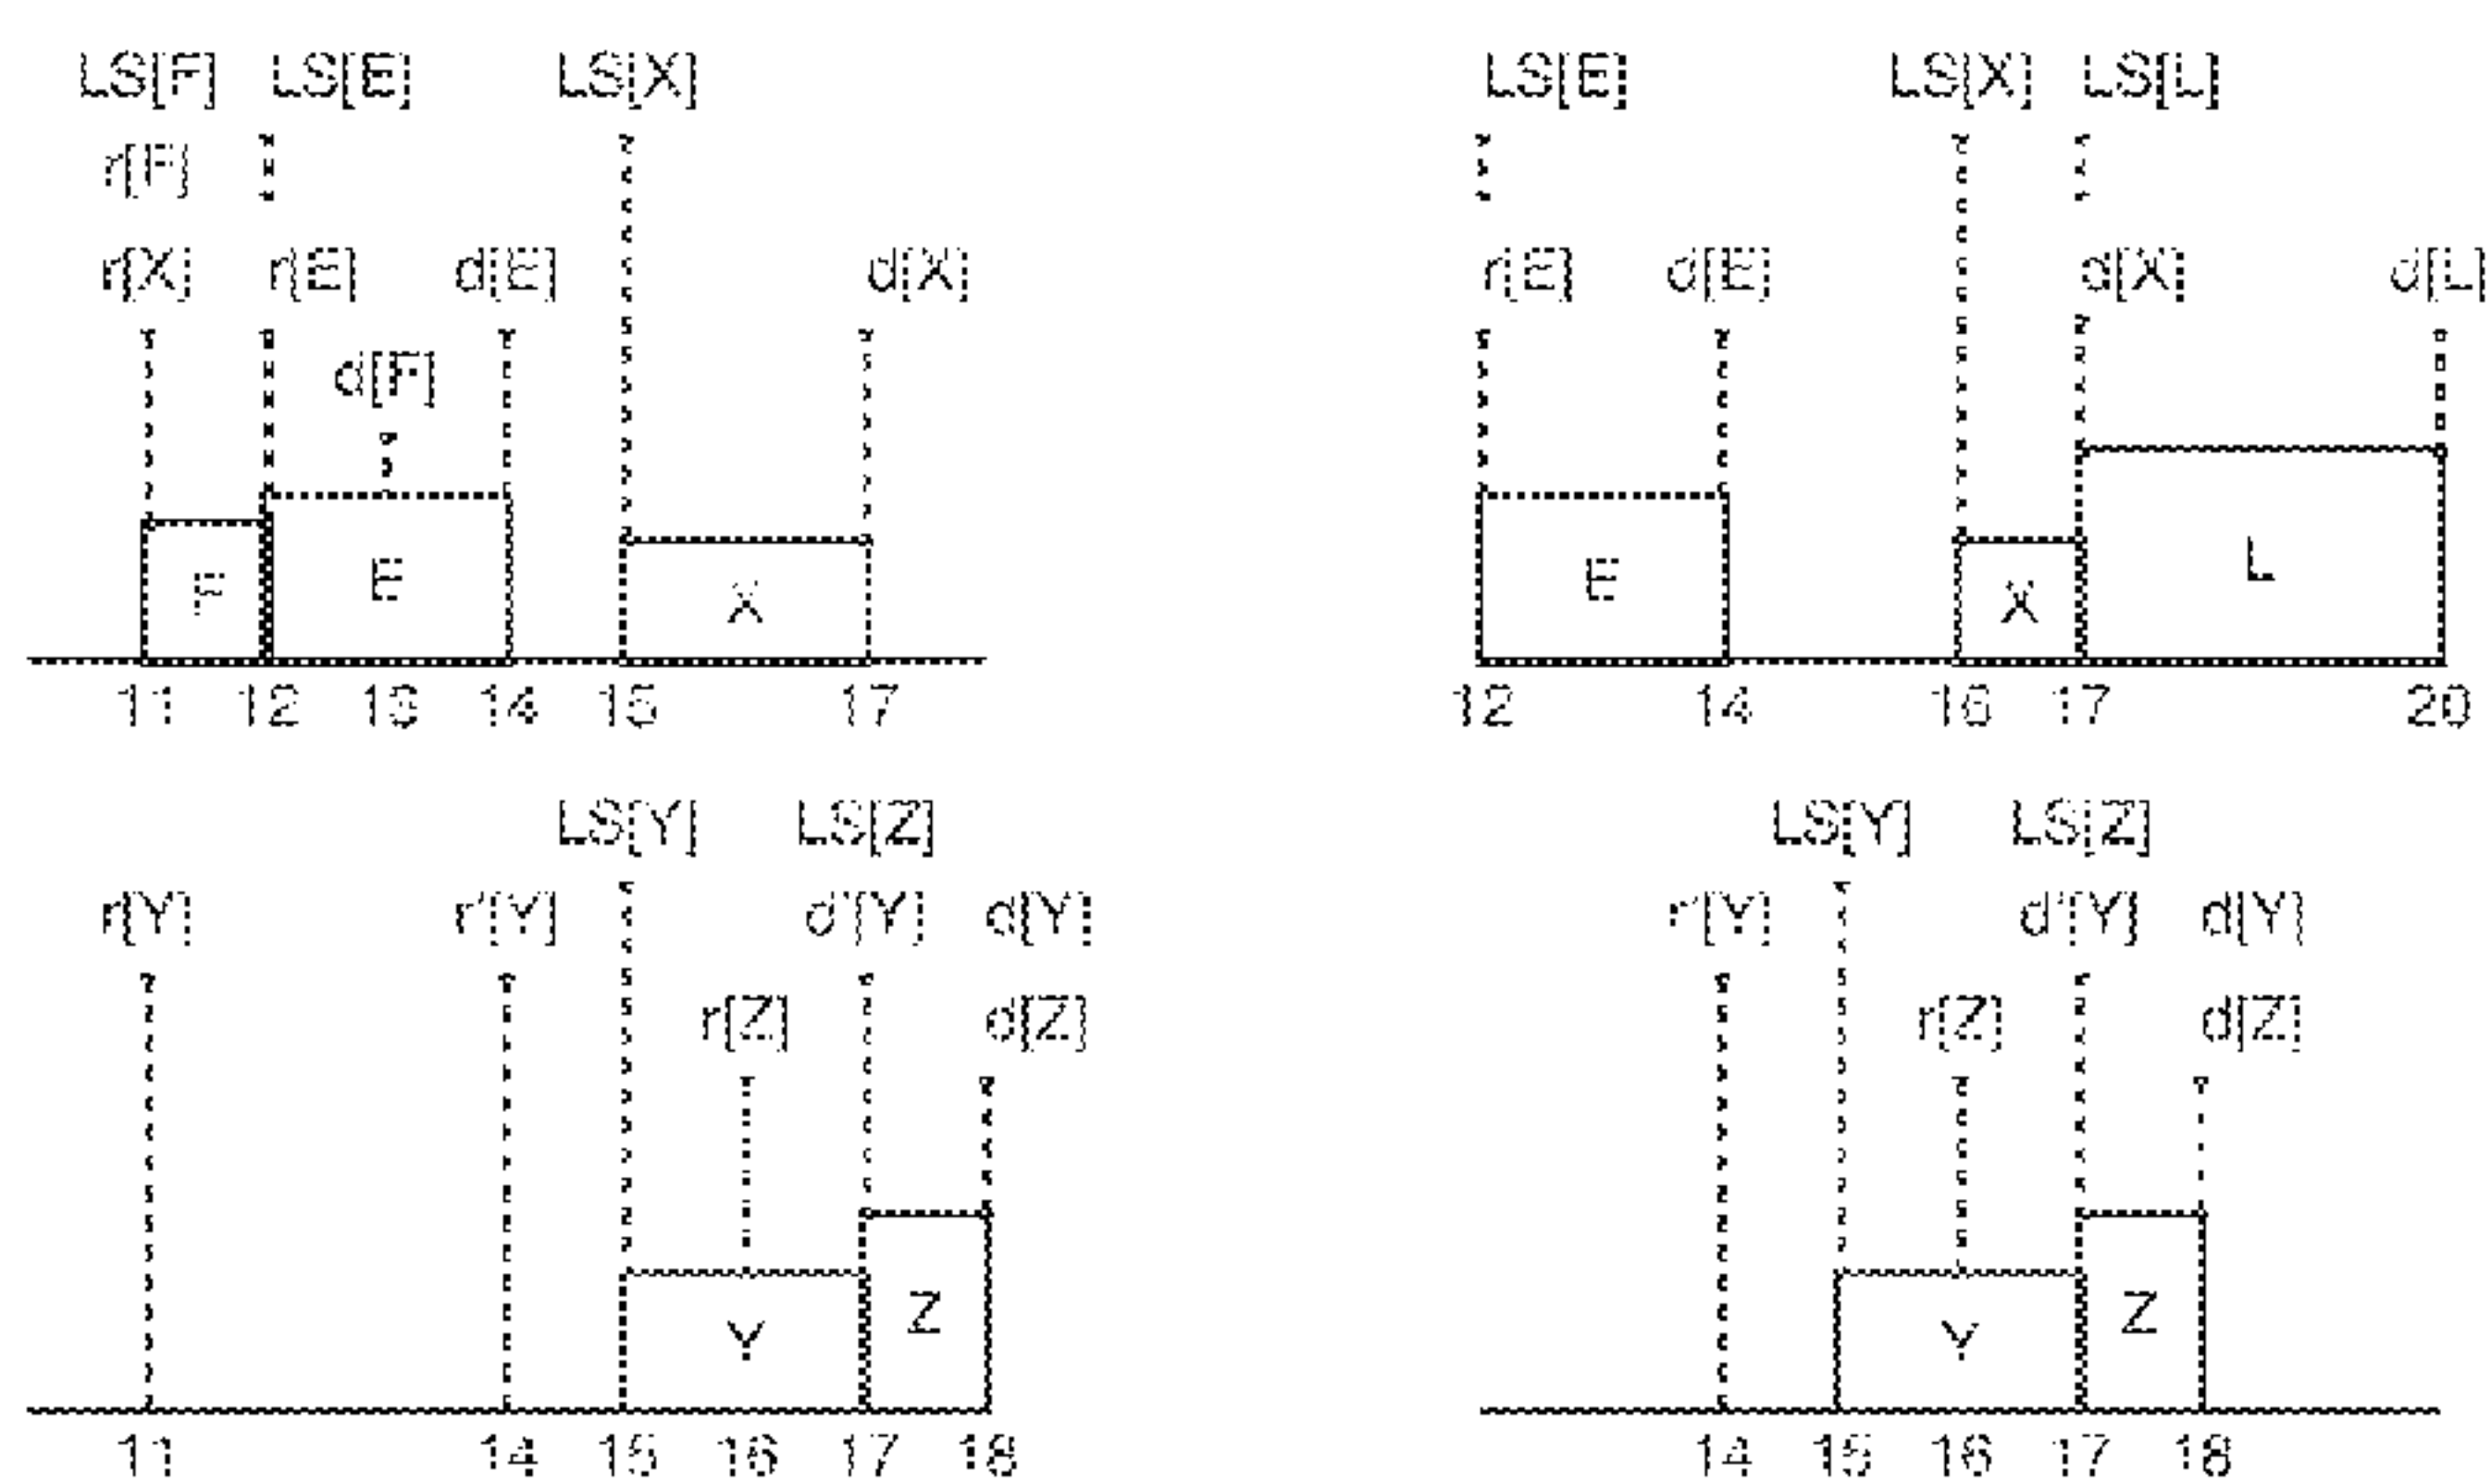 LS[F] LS[E] LS[X]
r[F]
r[X] r[E] d[E] d[X]
d[F]
F E X
11 12 13 14 15 17
LS[E] LS[X] LS[L]
r[E] d[E] d[X] d[L]
E X L
12 14 16 17 20
LS[Y] LS[Z]
r[Y] r'[Y] d'[Y] d[Y]
r[Z] d[Z]
Y Z
11 14 15 16 17 18
LS[Y] LS[Z]
r'[Y] d'[Y] d[Y]
r[Z] d[Z]
Y Z
14 15 16 17 18